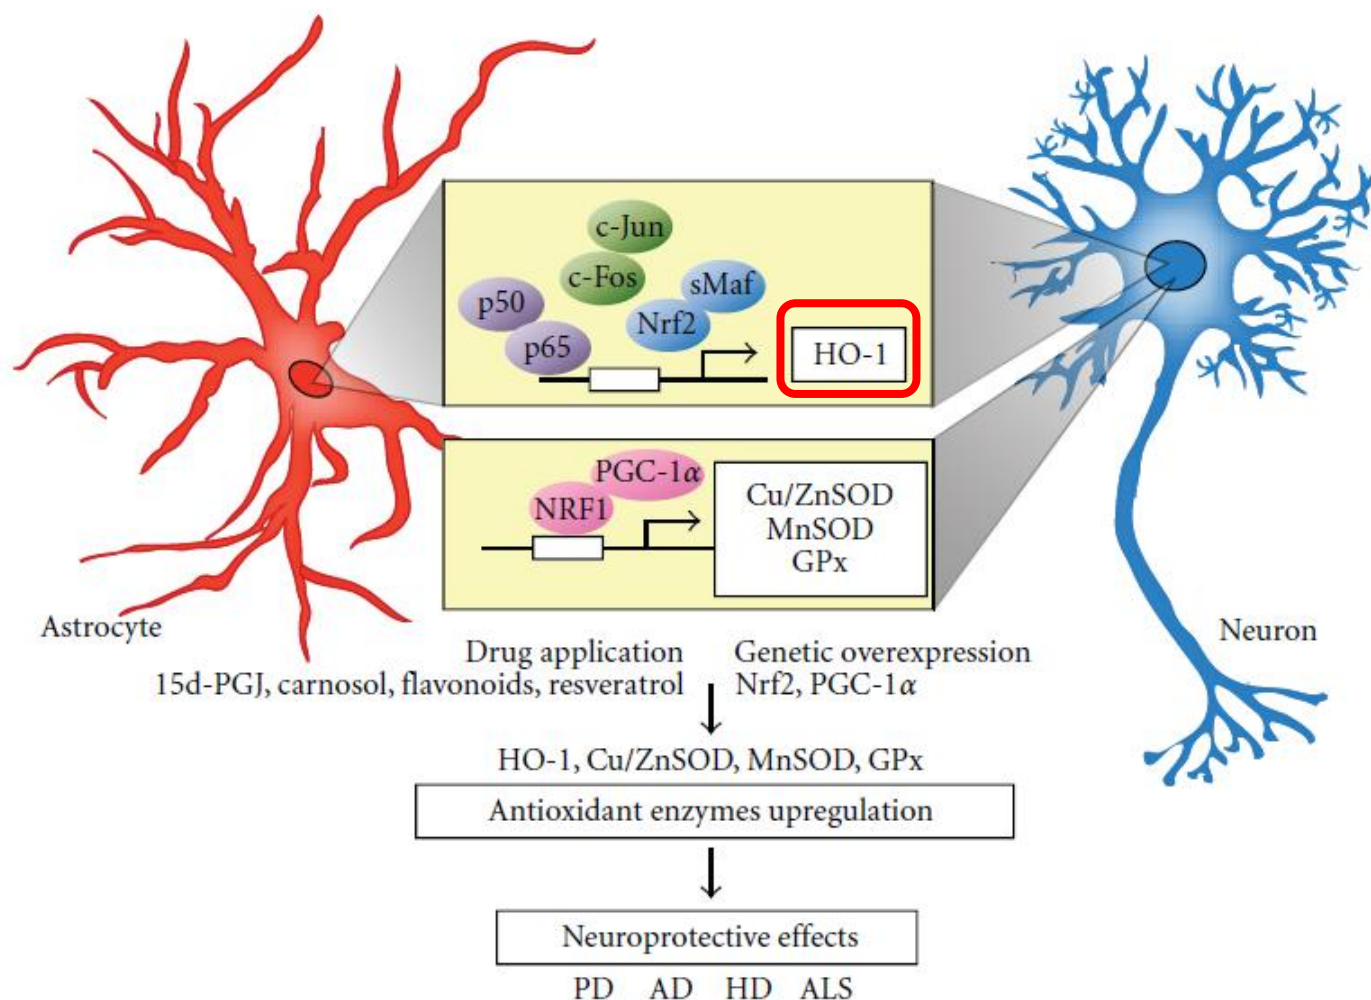 c-Jun
c-Fos
sMaf
p50
Nrf2
p65
HO-1
PGC-1α
NRF1
Cu/ZnSOD
MnSOD
GPx
Astrocyte
Neuron
Drug application
15d-PGJ, carnosol, flavonoids, resveratrol
Genetic overexpression
Nrf2, PGC-1α
HO-1, Cu/ZnSOD, MnSOD, GPx
Antioxidant enzymes upregulation
Neuroprotective effects
PD AD HD ALS